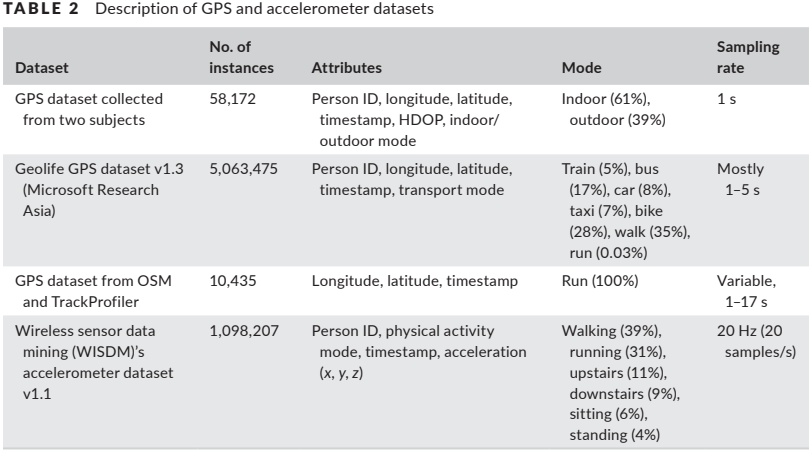 TABLE 2 Description of GPS and accelerometer datasets
Dataset No. of instances Attributes Mode Sampling rate
GPS dataset collected from two subjects 58,172 Person ID, longitude, latitude, timestamp, HDOP, indoor/outdoor mode Indoor (61%), outdoor (39%) 1 s
Geolife GPS dataset v1.3 (Microsoft Research Asia) 5,063,475 Person ID, longitude, latitude, timestamp, transport mode Train (5%), bus (17%), car (8%), taxi (7%), bike (28%), walk (35%), run (0.03%) Mostly 1–5 s
GPS dataset from OSM and TrackProfiler 10,435 Longitude, latitude, timestamp Run (100%) Variable, 1–17 s
Wireless sensor data mining (WISDM)'s accelerometer dataset v1.1 1,098,207 Person ID, physical activity mode, timestamp, acceleration (x, y, z) Walking (39%), running (31%), upstairs (11%), downstairs (9%), sitting (6%), standing (4%) 20 Hz (20 samples/s)